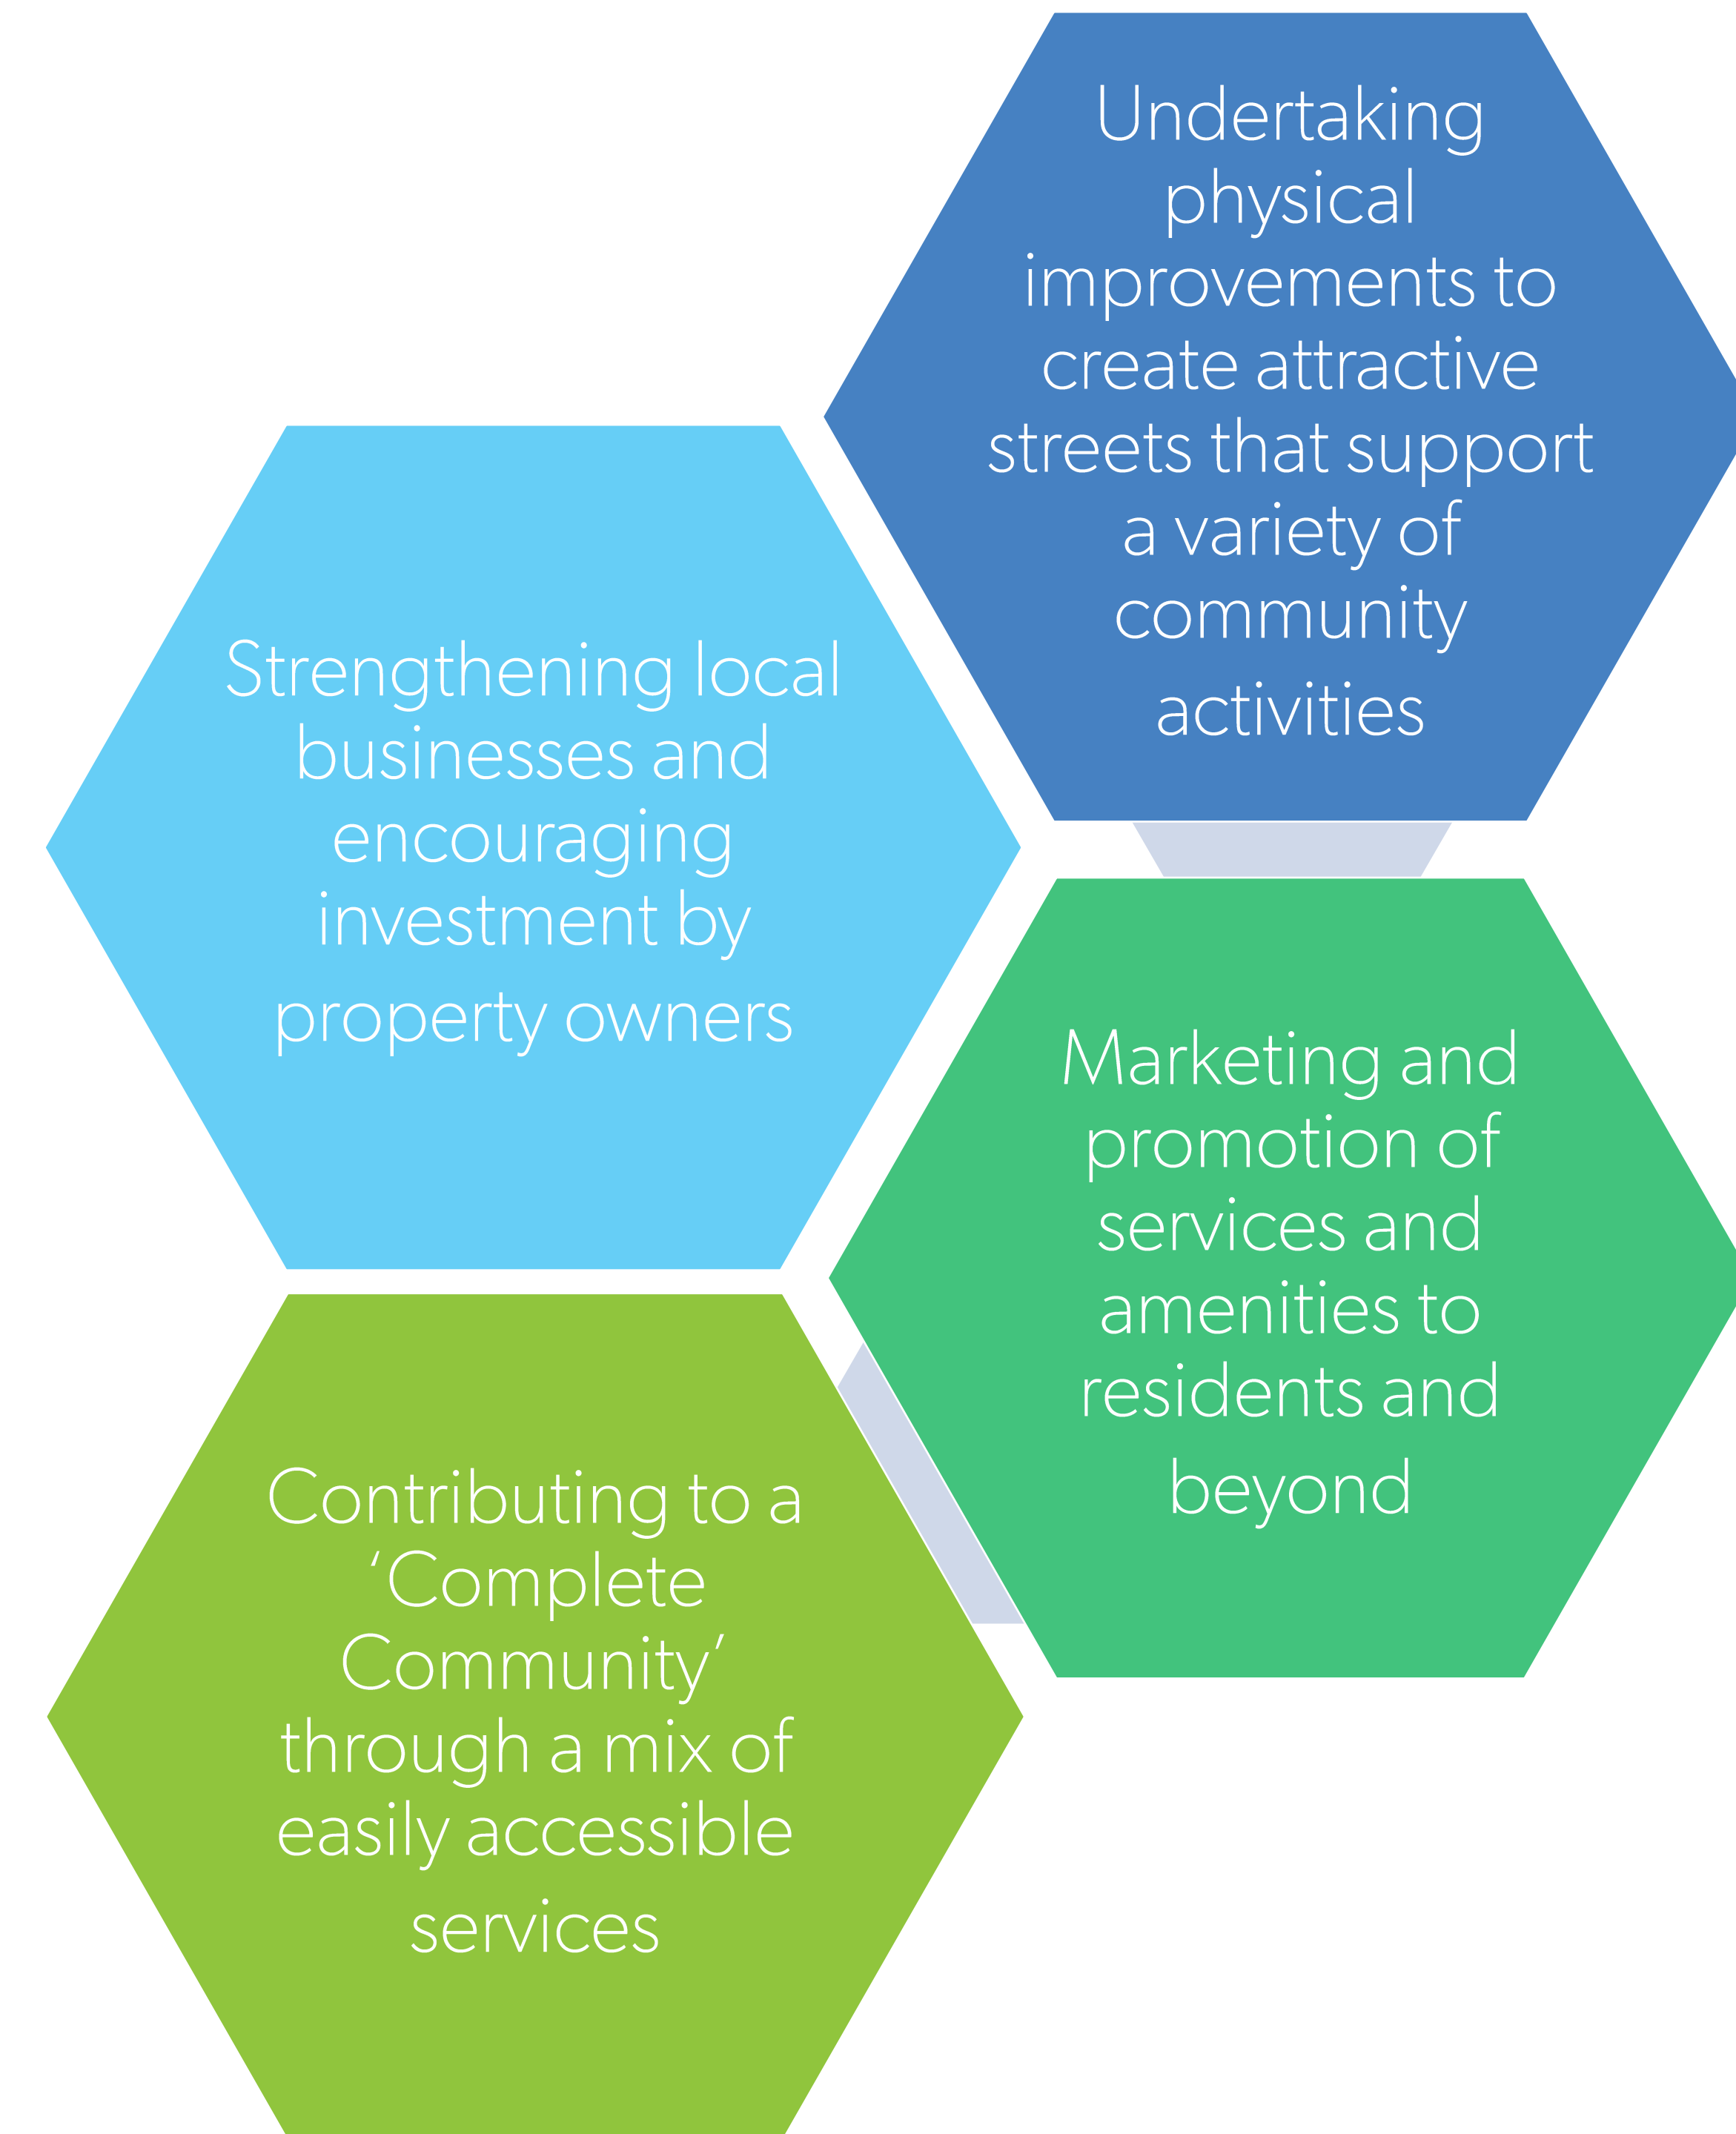 Undertaking
physical
improvements to
create attractive
streets that support
a variety of
community
activities
Strengthening local
businesses and
encouraging
investment by
property owners
Marketing and
promotion of
services and
amenities to
residents and
beyond
Contributing to a
‘Complete
Community’
through a mix of
easily accessible
services